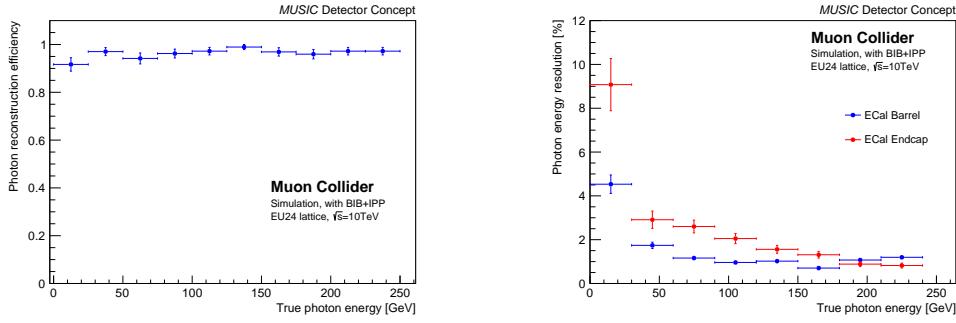 MUSIC Detector Concept
Photon reconstruction efficiency
1
0.8
0.6
0.4
0.2
0
Muon Collider
Simulation, with BIB+IPP
EU24 lattice, √s=10TeV
0 50 100 150 200 250
True photon energy [GeV]
MUSIC Detector Concept
Photon energy resolution [%]
12
10
8
6
4
2
0
Muon Collider
Simulation, with BIB+IPP
EU24 lattice, √s=10TeV
ECal Barrel
ECal Endcap
0 50 100 150 200 250
True photon energy [GeV]